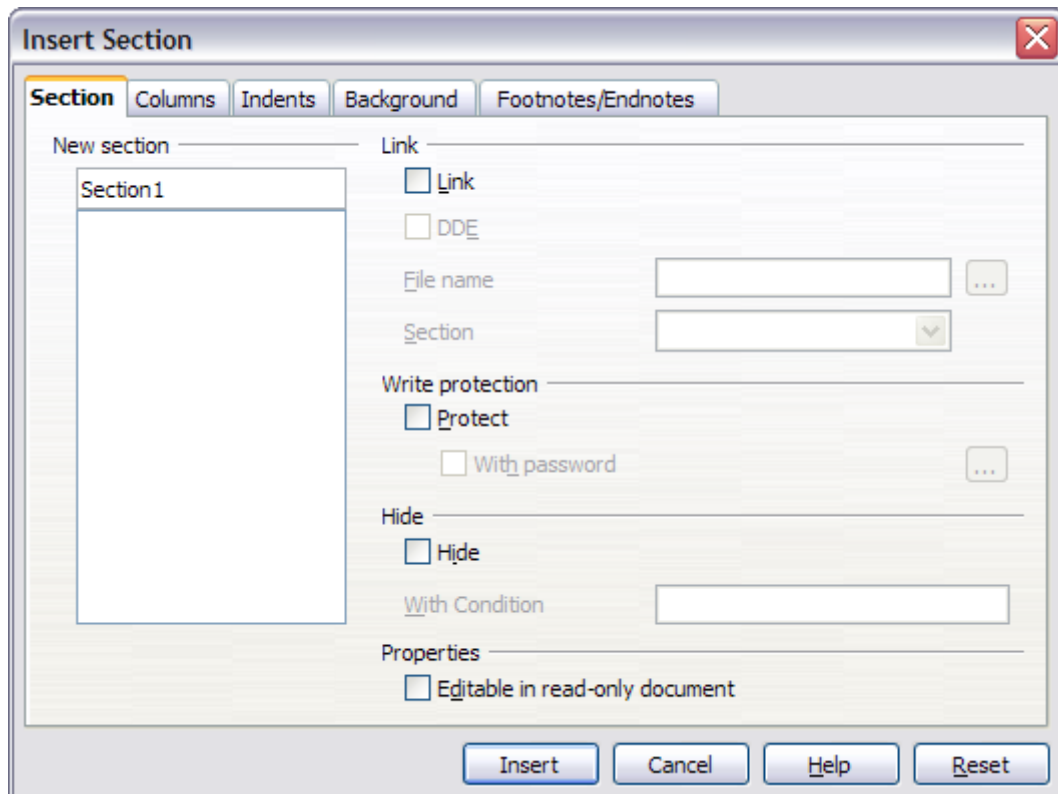 Insert Section
Section Columns Indents Background Footnotes/Endnotes
New section
Section1
Link
Link
DDE
File name ...
Section
Write protection
Protect
With password ...
Hide
Hide
With Condition
Properties
Editable in read-only document
Insert Cancel Help Reset